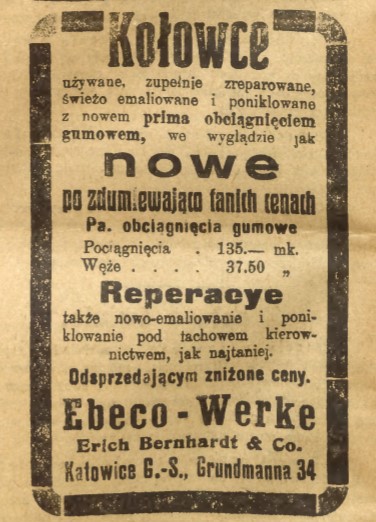 Kołowce
używane, zupełnie zreparowane,
świeżo emaliowane i poniklowane
z nowem prima obciągnięciem
gumowem, we wyglądzie jak
nowe
po zdumiewająco tanich cenach
Pa. obciągnięcia gumowe
Pociągnięcia . 135.— mk.
Węże . . . . 37.50 „
Reperacye
także nowo-emaliowanie i poni-
klowanie pod fachowem kierow-
nictwem, jak najtaniej.
Odsprzedającym zniżone ceny.
Ebeco - Werke
Erich Bernhardt & Co.
Katowice G.-S., Grundmanna 34